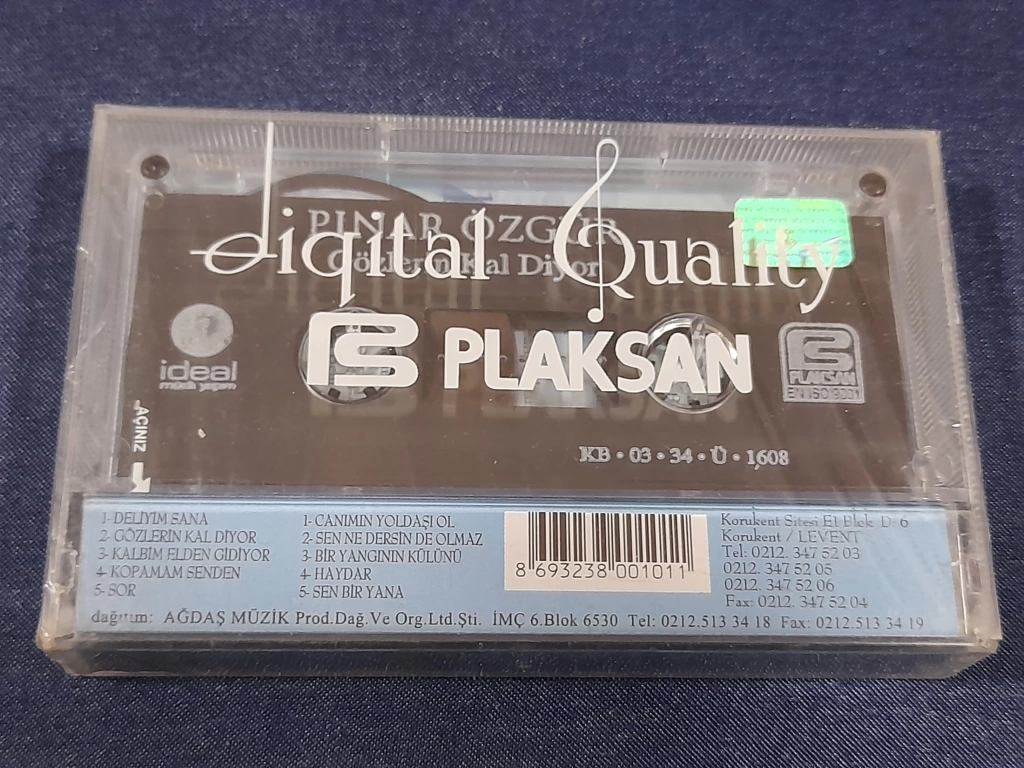 PINAR ÖZGÜR
Gözlerin Kal Diyor
digital Quality
PLAKSAN
ideal
müzik yapım
PLAKSAN
EN ISO 9001
AÇINIZ
KB • 03 • 34 • Ü • 1608
1- DELİYİM SANA
2- GÖZLERİN KAL DİYOR
3- KALBİM ELDEN GİDİYOR
4- KOPAMAM SENDEN
5- SOR
1- CANIMIN YOLDAŞI OL
2- SEN NE DERSİN DE OLMAZ
3- BİR YANGININ KÜLÜNÜ
4- HAYDAR
5- SEN BİR YANA
8 693238 001011
Korukent Sitesi E1 Blok D: 6
Korukent / LEVENT
Tel: 0212. 347 52 03
0212. 347 52 05
0212. 347 52 06
Fax: 0212. 347 52 04
dağıtım: AĞDAŞ MÜZİK Prod.Dağ.Ve Org.Ltd.Şti. İMÇ 6.Blok 6530 Tel: 0212.513 34 18 Fax: 0212.513 34 19